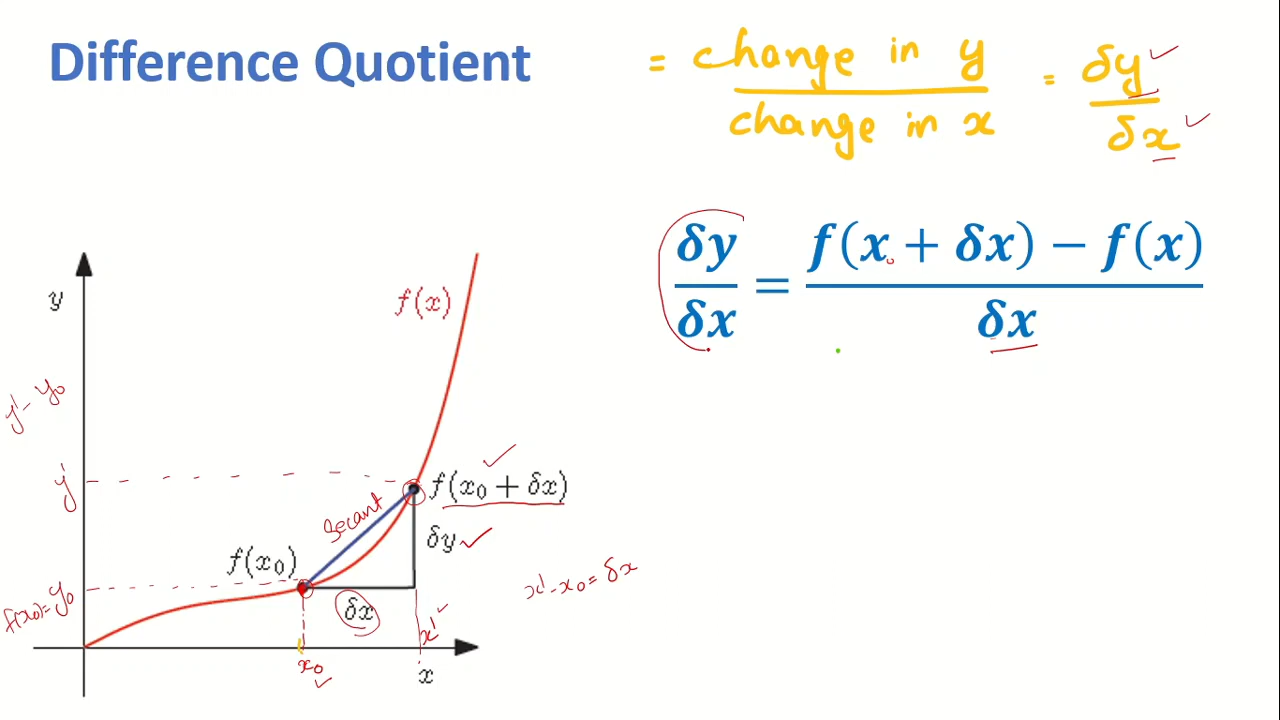 Difference Quotient
= change in y / change in x = δy / δx
δy / δx = f(x + δx) − f(x) / δx
y
f(x)
y' - y₀
y'
f(x₀ + δx)
secant
δy
f(x₀)
f(x₀)=y₀
δx
x' - x₀ = δx
x'
x₀
x